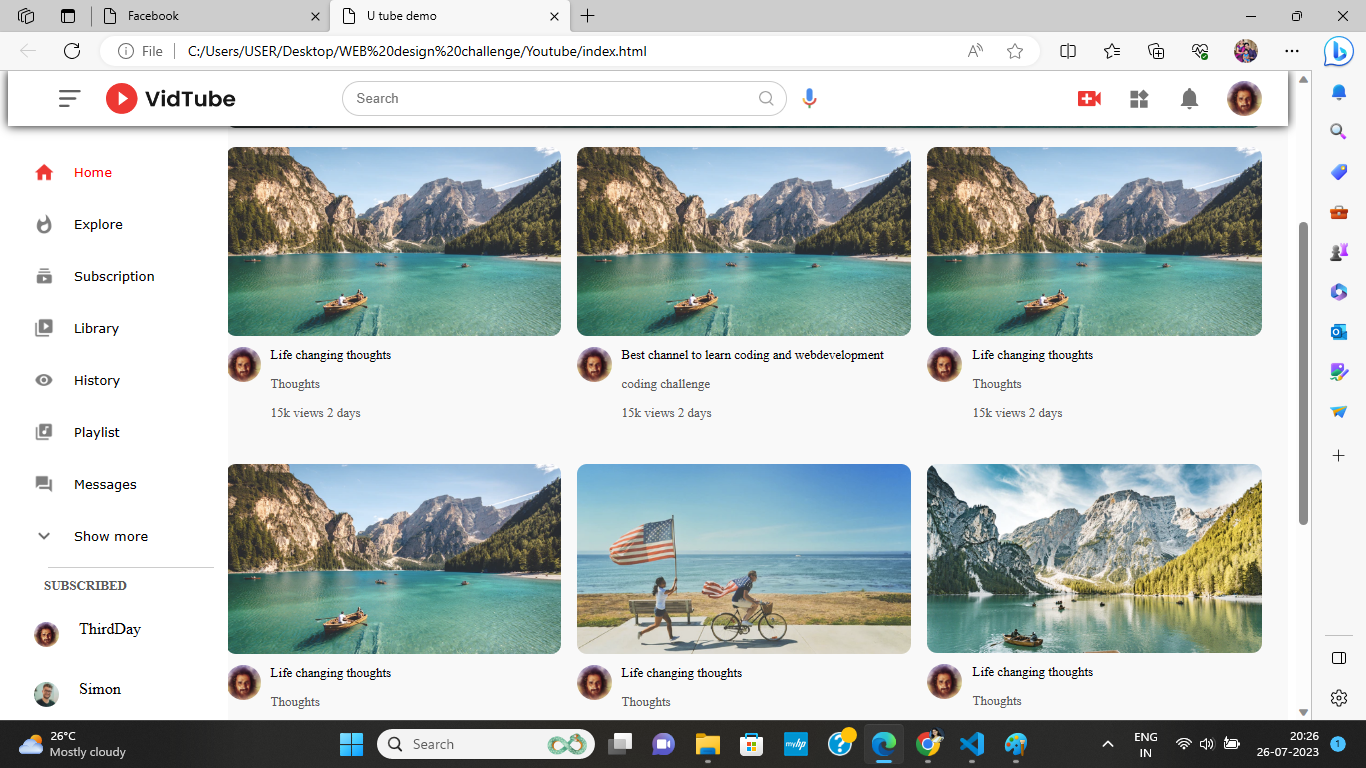 Facebook
U tube demo
File
C:/Users/USER/Desktop/WEB%20design%20challenge/Youtube/index.html
VidTube
Search
Home
Explore
Subscription
Library
History
Playlist
Messages
Show more
SUBSCRIBED
ThirdDay
Simon
Life changing thoughts
Thoughts
15k views 2 days
Best channel to learn coding and webdevelopment
coding challenge
15k views 2 days
Life changing thoughts
Thoughts
15k views 2 days
Life changing thoughts
Thoughts
Life changing thoughts
Thoughts
Life changing thoughts
Thoughts
26°C
Mostly cloudy
Search
myhp
ENG
IN
20:26
26-07-2023
1